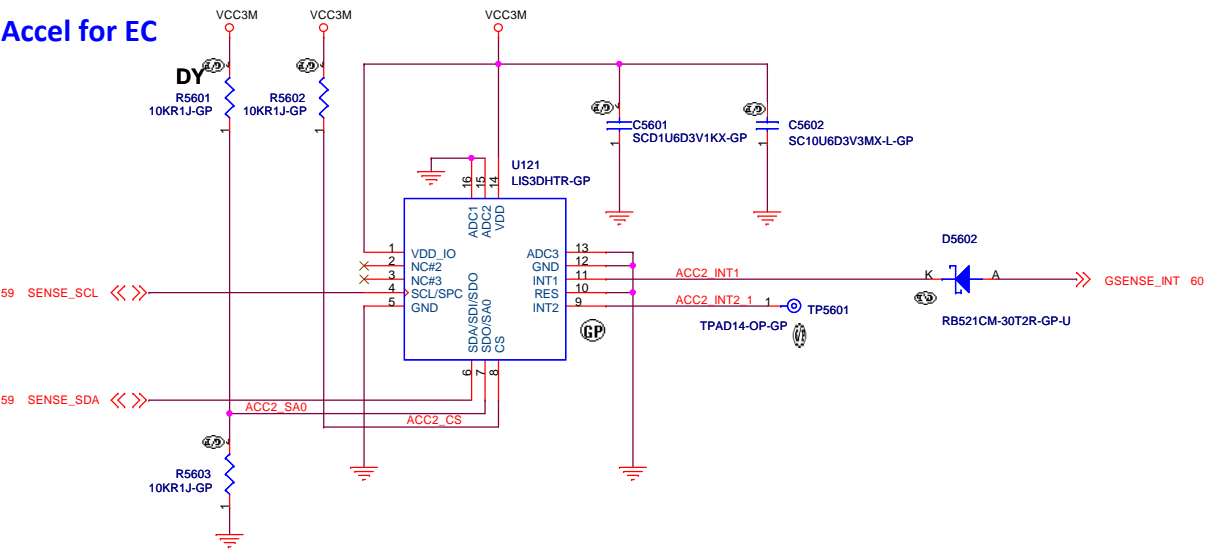 Accel for EC
VCC3M
VCC3M
VCC3M
DY
R5601
10KR1J-GP
1
R5602
10KR1J-GP
1
C5601
SCD1U6D3V1KX-GP
1
C5602
SC10U6D3V3MX-L-GP
1
U121
LIS3DHTR-GP
16
15
14
ADC1
ADC2
VDD
1
VDD_IO
2
NC#2
3
NC#3
4
SCL/SPC
5
GND
13
ADC3
12
GND
11
INT1
10
RES
9
INT2
SDA/SDI/SDO
SDO/SA0
CS
6
7
8
GP
59 SENSE_SCL
59 SENSE_SDA
ACC2_SA0
ACC2_CS
ACC2_INT1
ACC2_INT2_1
1
TP5601
TPAD14-OP-GP
D5602
K
A
RB521CM-30T2R-GP-U
GSENSE_INT 60
R5603
10KR1J-GP
1